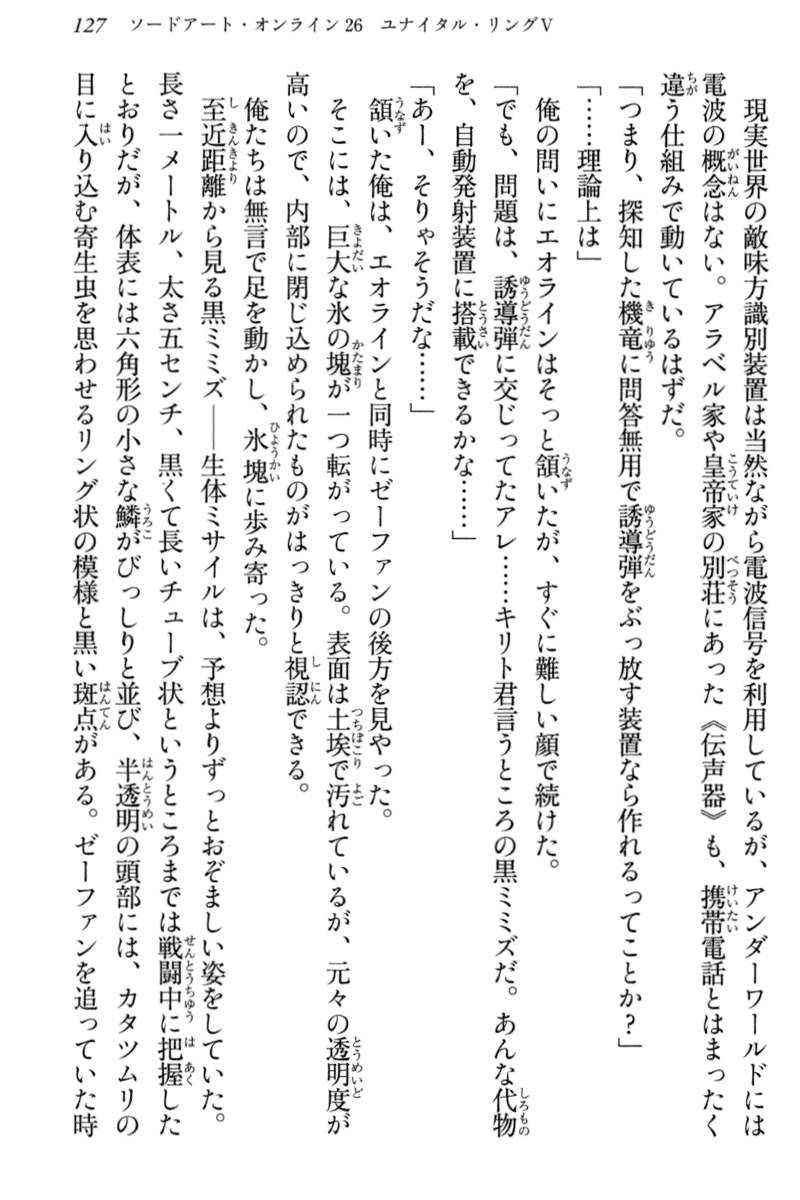 127　ソードアート・オンライン26　ユナイタル・リングⅤ
　現実世界の敵味方識別装置は当然ながら電波信号を利用しているが、アンダーワールドには
電波の概念はない。アラベル家や皇帝家の別荘にあった《伝声器》も、携帯電話とはまったく
違う仕組みで動いているはずだ。
「つまり、探知した機竜に問答無用で誘導弾をぶっ放す装置なら作れるってことか？」
「……理論上は」
　俺の問いにエオラインはそっと頷いたが、すぐに難しい顔で続けた。
「でも、問題は、誘導弾に交じってたアレ……キリト君言うところの黒ミミズだ。あんな代物
を、自動発射装置に搭載できるかな……」
「あー、そりゃそうだな……」
　頷いた俺は、エオラインと同時にゼーファンの後方を見やった。
　そこには、巨大な氷の塊が一つ転がっている。表面は土埃で汚れているが、元々の透明度が
高いので、内部に閉じ込められたものがはっきりと視認できる。
　俺たちは無言で足を動かし、氷塊に歩み寄った。
　至近距離から見る黒ミミズ――生体ミサイルは、予想よりずっとおぞましい姿をしていた。
長さ一メートル、太さ五センチ、黒くて長いチューブ状というところまでは戦闘中に把握した
とおりだが、体表には六角形の小さな鱗がびっしりと並び、半透明の頭部には、カタツムリの
目に入り込む寄生虫を思わせるリング状の模様と黒い斑点がある。ゼーファンを追っていた時